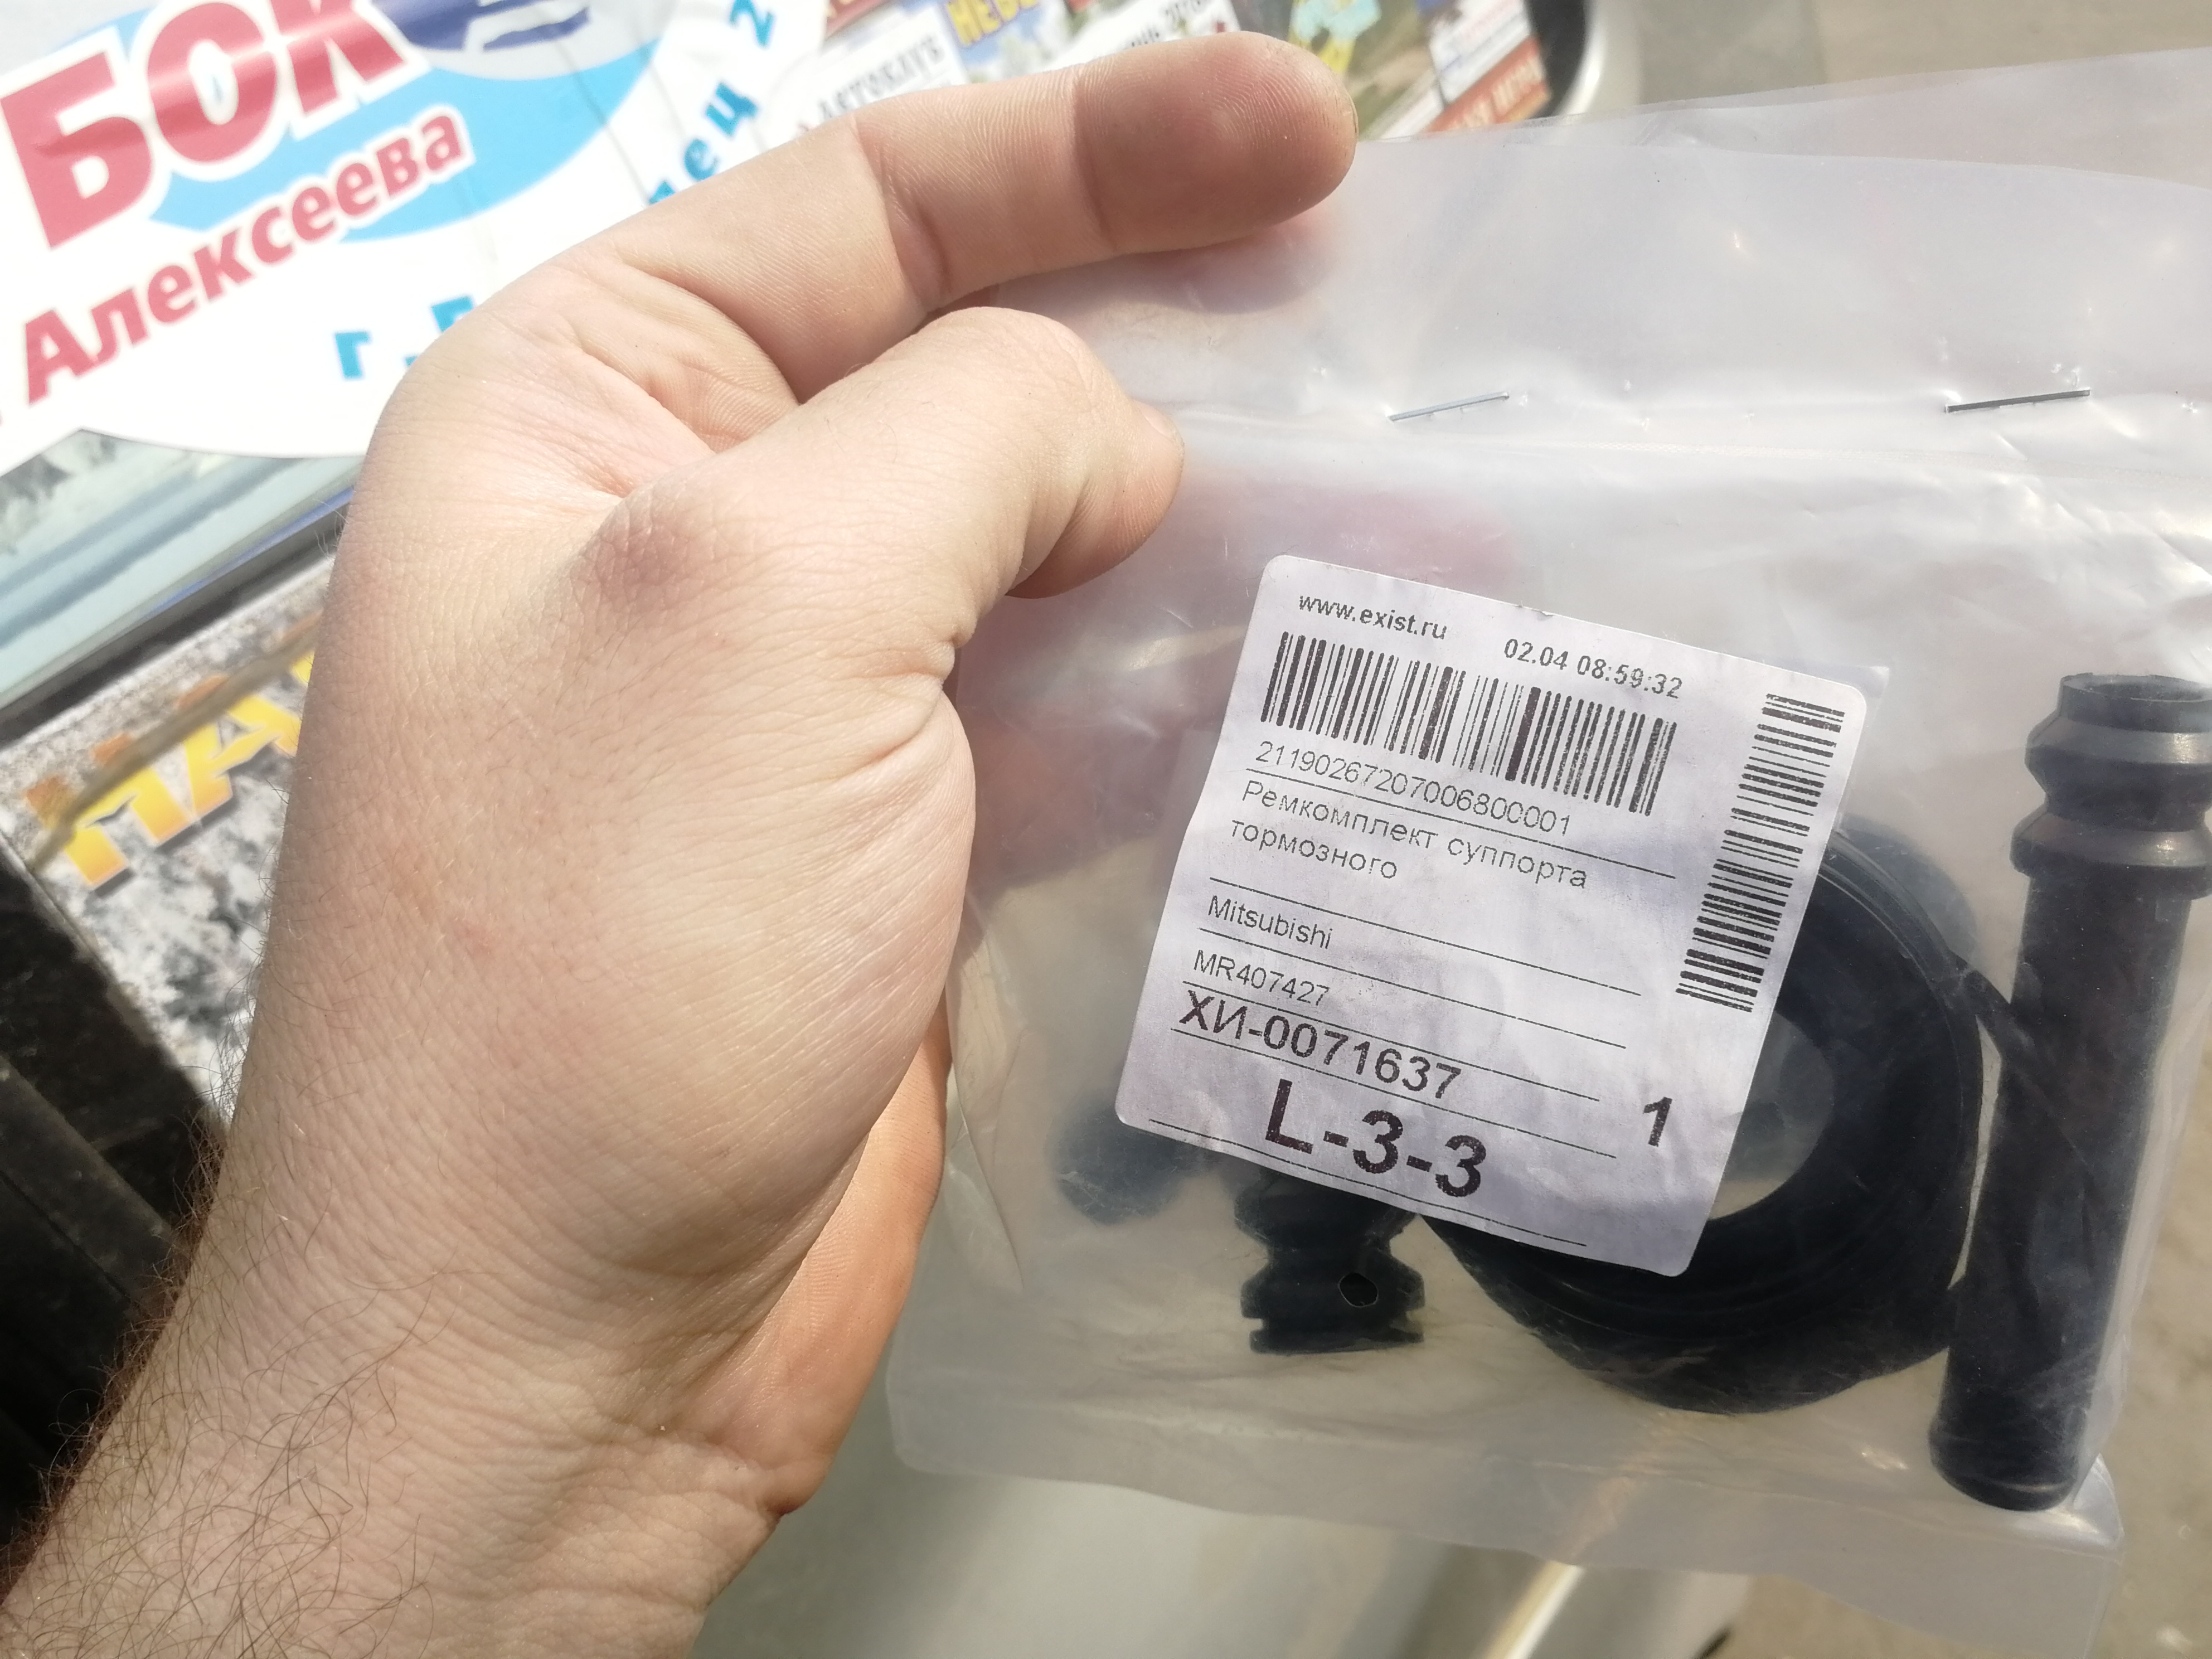 БОК
Алексеева
www.exist.ru 02.04 08:59:32
2119026720700680001
Ремкомплект суппорта
тормозного
Mitsubishi
MR407427
ХИ-0071637
L-3-3 1